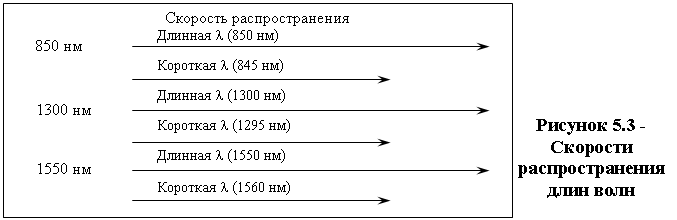 Скорость распространения
850 нм
Длинная λ (850 нм)
Короткая λ (845 нм)
1300 нм
Длинная λ (1300 нм)
Короткая λ (1295 нм)
1550 нм
Длинная λ (1550 нм)
Короткая λ (1560 нм)
Рисунок 5.3 -
Скорости
распространения
длин волн